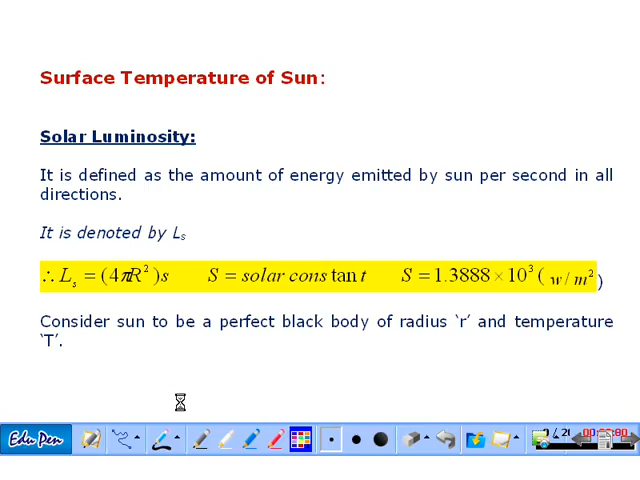 Surface Temperature of Sun:
Solar Luminosity:
It is defined as the amount of energy emitted by sun per second in all
directions.
It is denoted by Ls
∴ Ls = (4πR²)s S = solar cons tan t S = 1.3888 × 10³ ( w / m² )
Consider sun to be a perfect black body of radius ‘r’ and temperature
‘T’.
Edu Pen